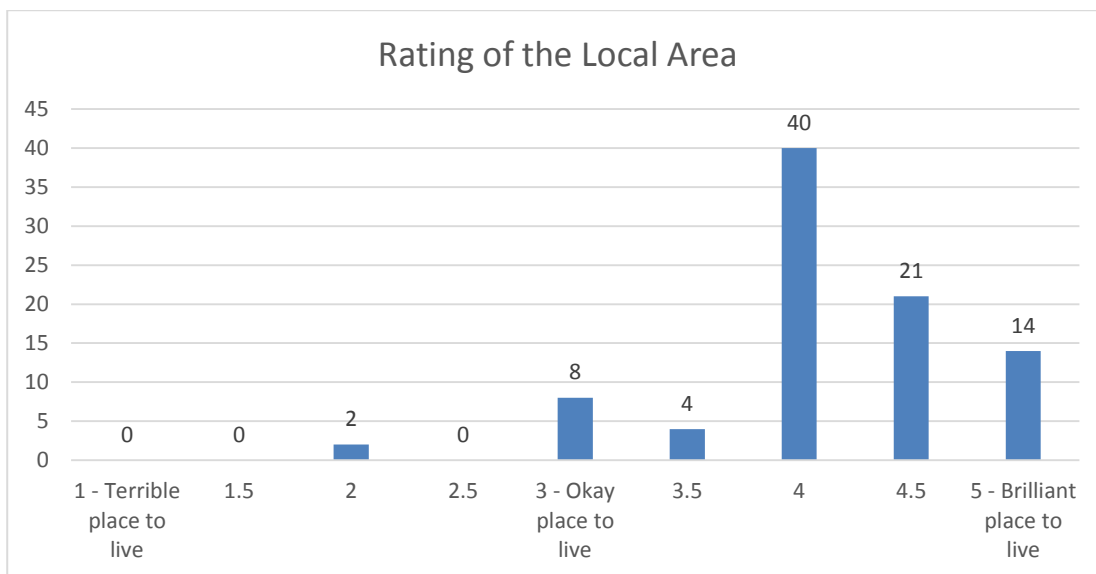 Rating of the Local Area
45
40
35
30
25
20
15
10
5
0
0
0
2
0
8
4
40
21
14
1 - Terrible
place to
live
1.5
2
2.5
3 - Okay
place to
live
3.5
4
4.5
5 - Brilliant
place to
live